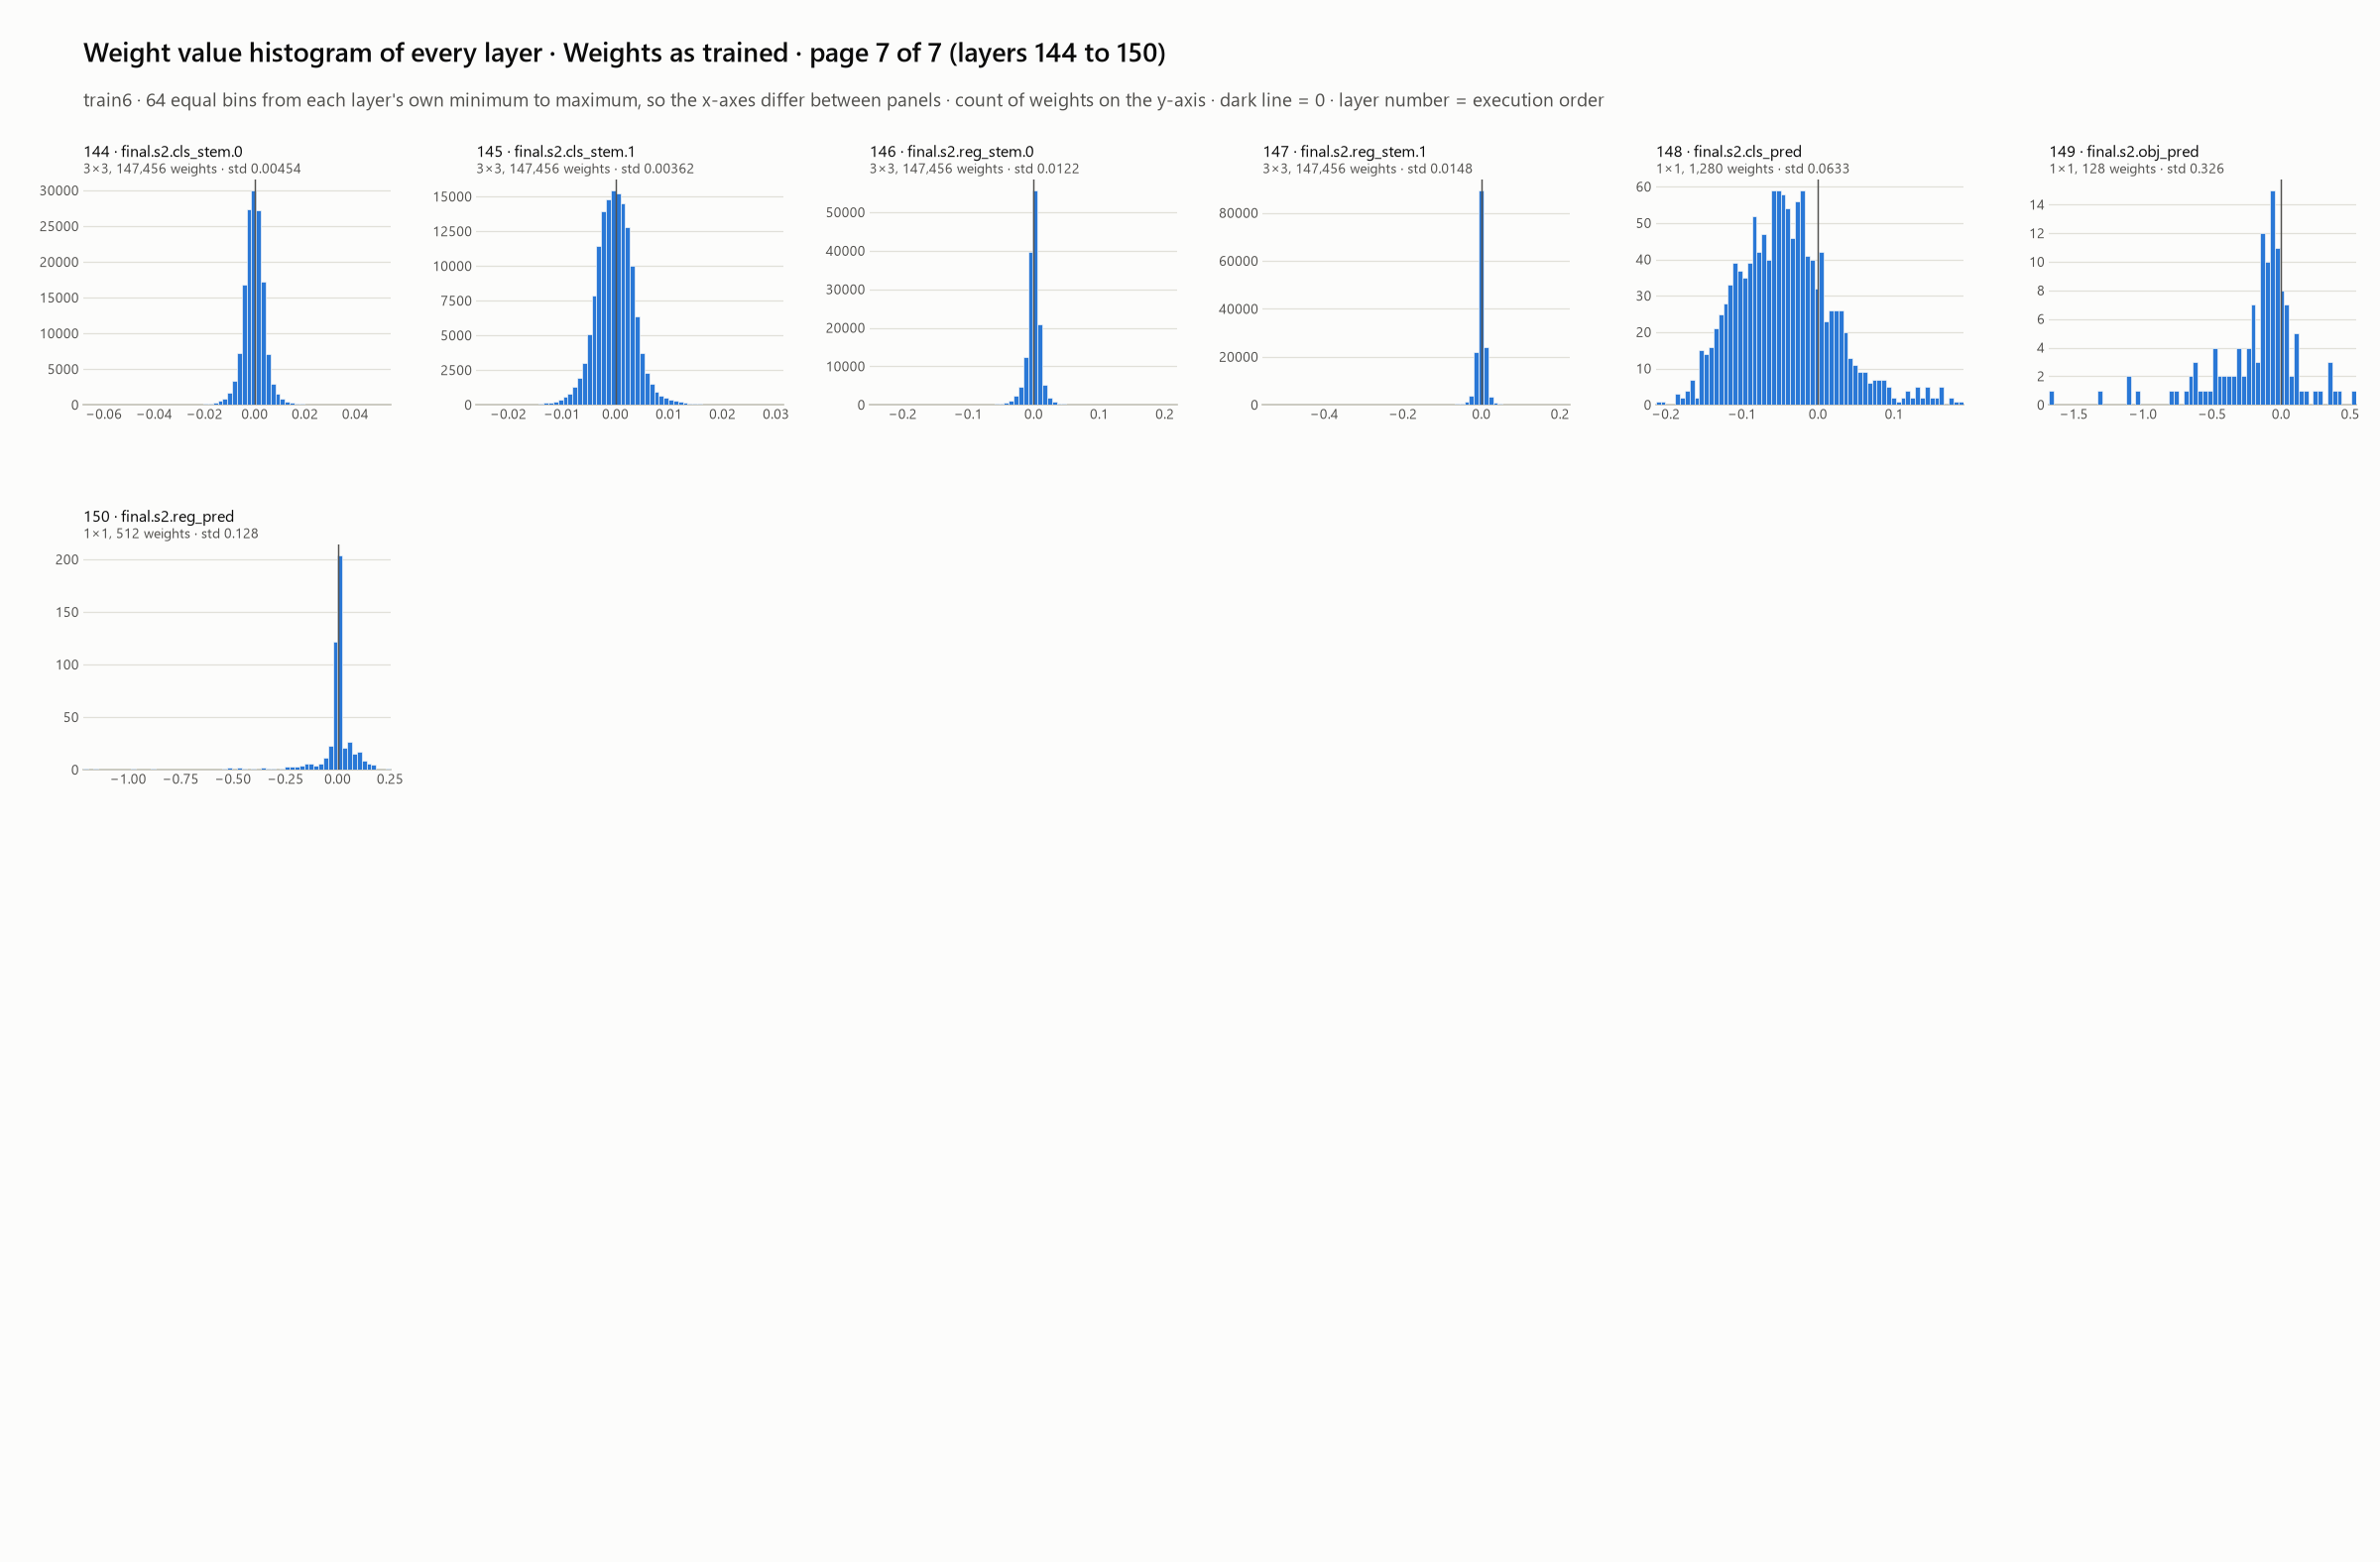 Weight value histogram of every layer · Weights as trained · page 7 of 7 (layers 144 to 150)
train6 · 64 equal bins from each layer's own minimum to maximum, so the x-axes differ between panels · count of weights on the y-axis · dark line = 0 · layer number = execution order
144 · final.s2.cls_stem.0
3×3, 147,456 weights · std 0.00454
30000
25000
20000
15000
10000
5000
0
−0.06 −0.04 −0.02 0.00 0.02 0.04
145 · final.s2.cls_stem.1
3×3, 147,456 weights · std 0.00362
15000
12500
10000
7500
5000
2500
0
−0.02 −0.01 0.00 0.01 0.02 0.03
146 · final.s2.reg_stem.0
3×3, 147,456 weights · std 0.0122
50000
40000
30000
20000
10000
0
−0.2 −0.1 0.0 0.1 0.2
147 · final.s2.reg_stem.1
3×3, 147,456 weights · std 0.0148
80000
60000
40000
20000
0
−0.4 −0.2 0.0 0.2
148 · final.s2.cls_pred
1×1, 1,280 weights · std 0.0633
60
50
40
30
20
10
0
−0.2 −0.1 0.0 0.1
149 · final.s2.obj_pred
1×1, 128 weights · std 0.326
14
12
10
8
6
4
2
0
−1.5 −1.0 −0.5 0.0 0.5
150 · final.s2.reg_pred
1×1, 512 weights · std 0.128
200
150
100
50
0
−1.00 −0.75 −0.50 −0.25 0.00 0.25